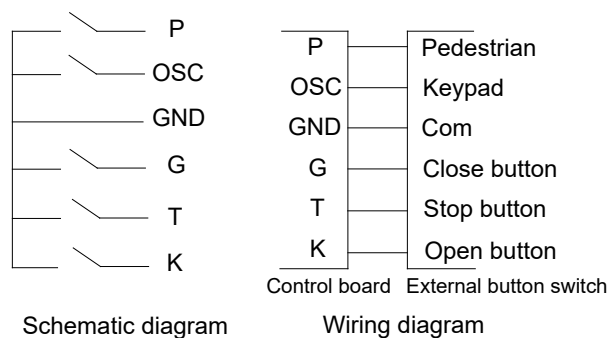 P
OSC
GND
G
T
K
Schematic diagram
P Pedestrian
OSC Keypad
GND Com
G Close button
T Stop button
K Open button
Control board External button switch
Wiring diagram